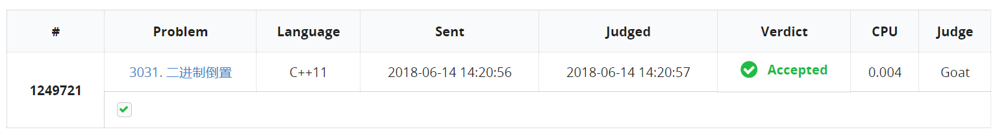 # Problem Language Sent Judged Verdict CPU Judge
1249721 3031. 二进制倒置 C++11 2018-06-14 14:20:56 2018-06-14 14:20:57 Accepted 0.004 Goat